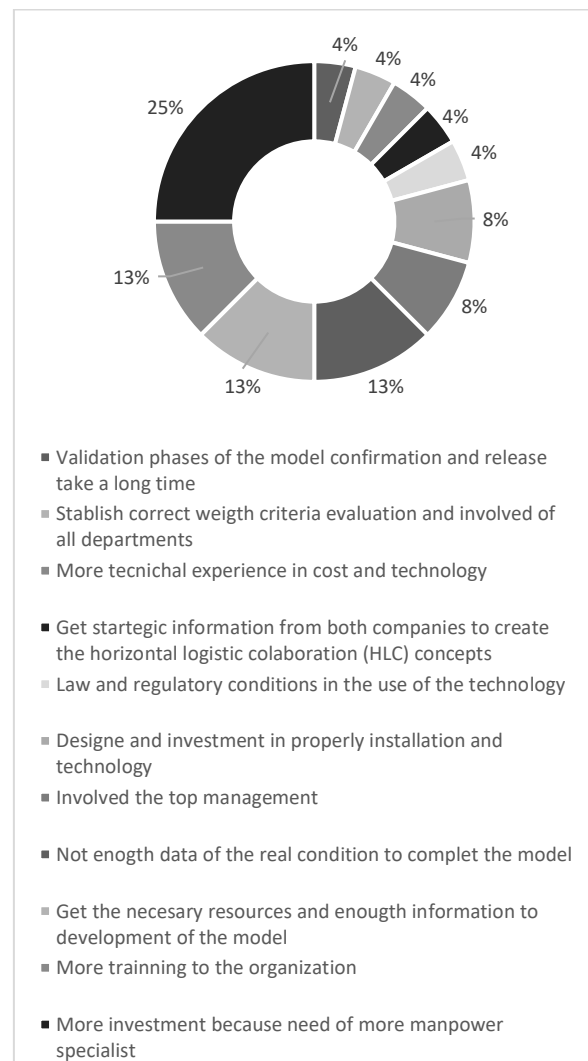 4%
4%
4%
4%
4%
8%
8%
13%
13%
13%
25%
Validation phases of the model confirmation and release
take a long time
Stablish correct weigth criteria evaluation and involved of
all departments
More tecnichal experience in cost and technology
Get startegic information from both companies to create
the horizontal logistic colaboration (HLC) concepts
Law and regulatory conditions in the use of the technology
Designe and investment in properly installation and
technology
Involved the top management
Not enogth data of the real condition to complet the model
Get the necesary resources and enougth information to
development of the model
More trainning to the organization
More investment because need of more manpower
specialist